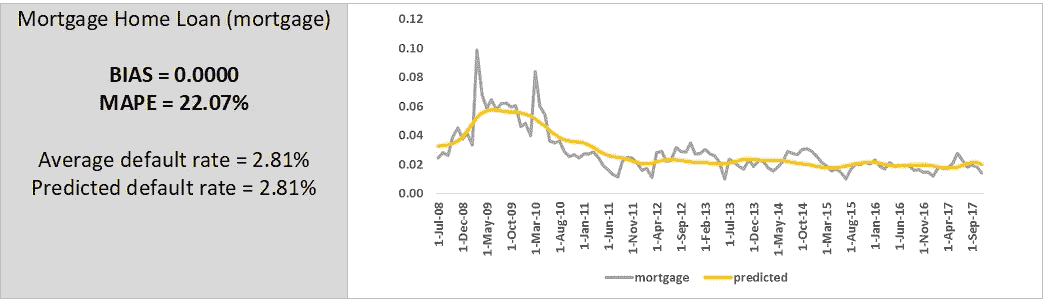 Mortgage Home Loan (mortgage)
BIAS = 0.0000
MAPE = 22.07%
Average default rate = 2.81%
Predicted default rate = 2.81%
0.12
0.10
0.08
0.06
0.04
0.02
0.00
1-Jul-08
1-Dec-08
1-May-09
1-Oct-09
1-Mar-10
1-Aug-10
1-Jan-11
1-Jun-11
1-Nov-11
1-Apr-12
1-Sep-12
1-Feb-13
1-Jul-13
1-Dec-13
1-May-14
1-Oct-14
1-Mar-15
1-Aug-15
1-Jan-16
1-Jun-16
1-Nov-16
1-Apr-17
1-Sep-17
mortgage
predicted